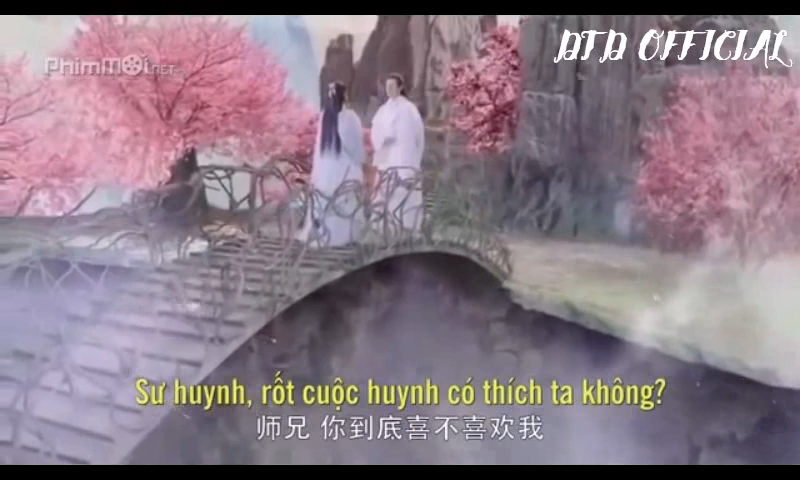 PhimMoi.NET
DTD OFFICIAL
Sư huynh, rốt cuộc huynh có thích ta không?
师兄 你到底喜不喜欢我